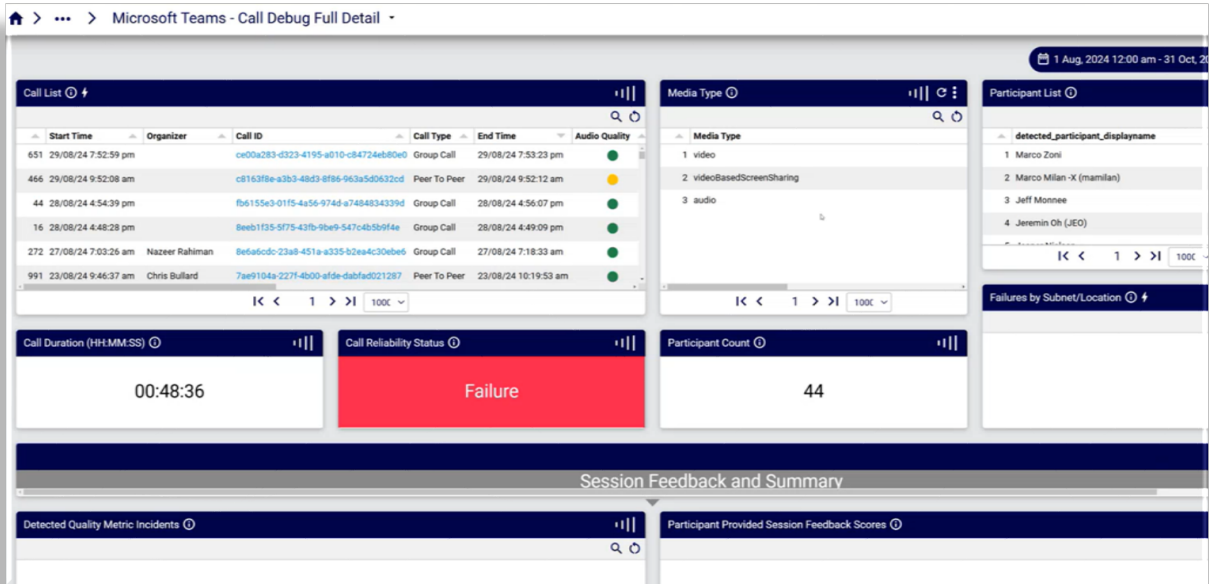 Microsoft Teams - Call Debug Full Detail
1 Aug, 2024 12:00 am - 31 Oct, 20
Call List
Start Time Organizer Call ID Call Type End Time Audio Quality
651 29/08/24 7:52:59 pm ce00a283-d323-4195-a010-c84724eb80e0 Group Call 29/08/24 7:53:23 pm
466 29/08/24 9:52:08 am c8163f8e-a3b3-48d3-8f86-963a5d0632cd Peer To Peer 29/08/24 9:52:12 am
44 28/08/24 4:54:39 pm fb6155e3-01f5-4a56-974d-a7484834339d Group Call 28/08/24 4:56:07 pm
16 28/08/24 4:48:28 pm 8eeb1f35-5f75-43fb-9be9-547c4b5b9f4e Group Call 28/08/24 4:49:09 pm
272 27/08/24 7:03:26 am Nazeer Rahiman 8e6a6cdc-23a8-451a-a335-b2ea4c30ebe6 Group Call 27/08/24 7:18:33 am
991 23/08/24 9:46:37 am Chris Bullard 7ae9104a-227f-4b00-afde-dabfad021287 Peer To Peer 23/08/24 10:19:53 am
1 100
Media Type
Media Type
1 video
2 videoBasedScreenSharing
3 audio
1 100
Participant List
detected_participant_displayname
1 Marco Zoni
2 Marco Milan -X (mamilan)
3 Jeff Monnee
4 Jeremin Oh (JEO)
1 100
Failures by Subnet/Location
Call Duration (HH:MM:SS)
00:48:36
Call Reliability Status
Failure
Participant Count
44
Session Feedback and Summary
Detected Quality Metric Incidents
Participant Provided Session Feedback Scores